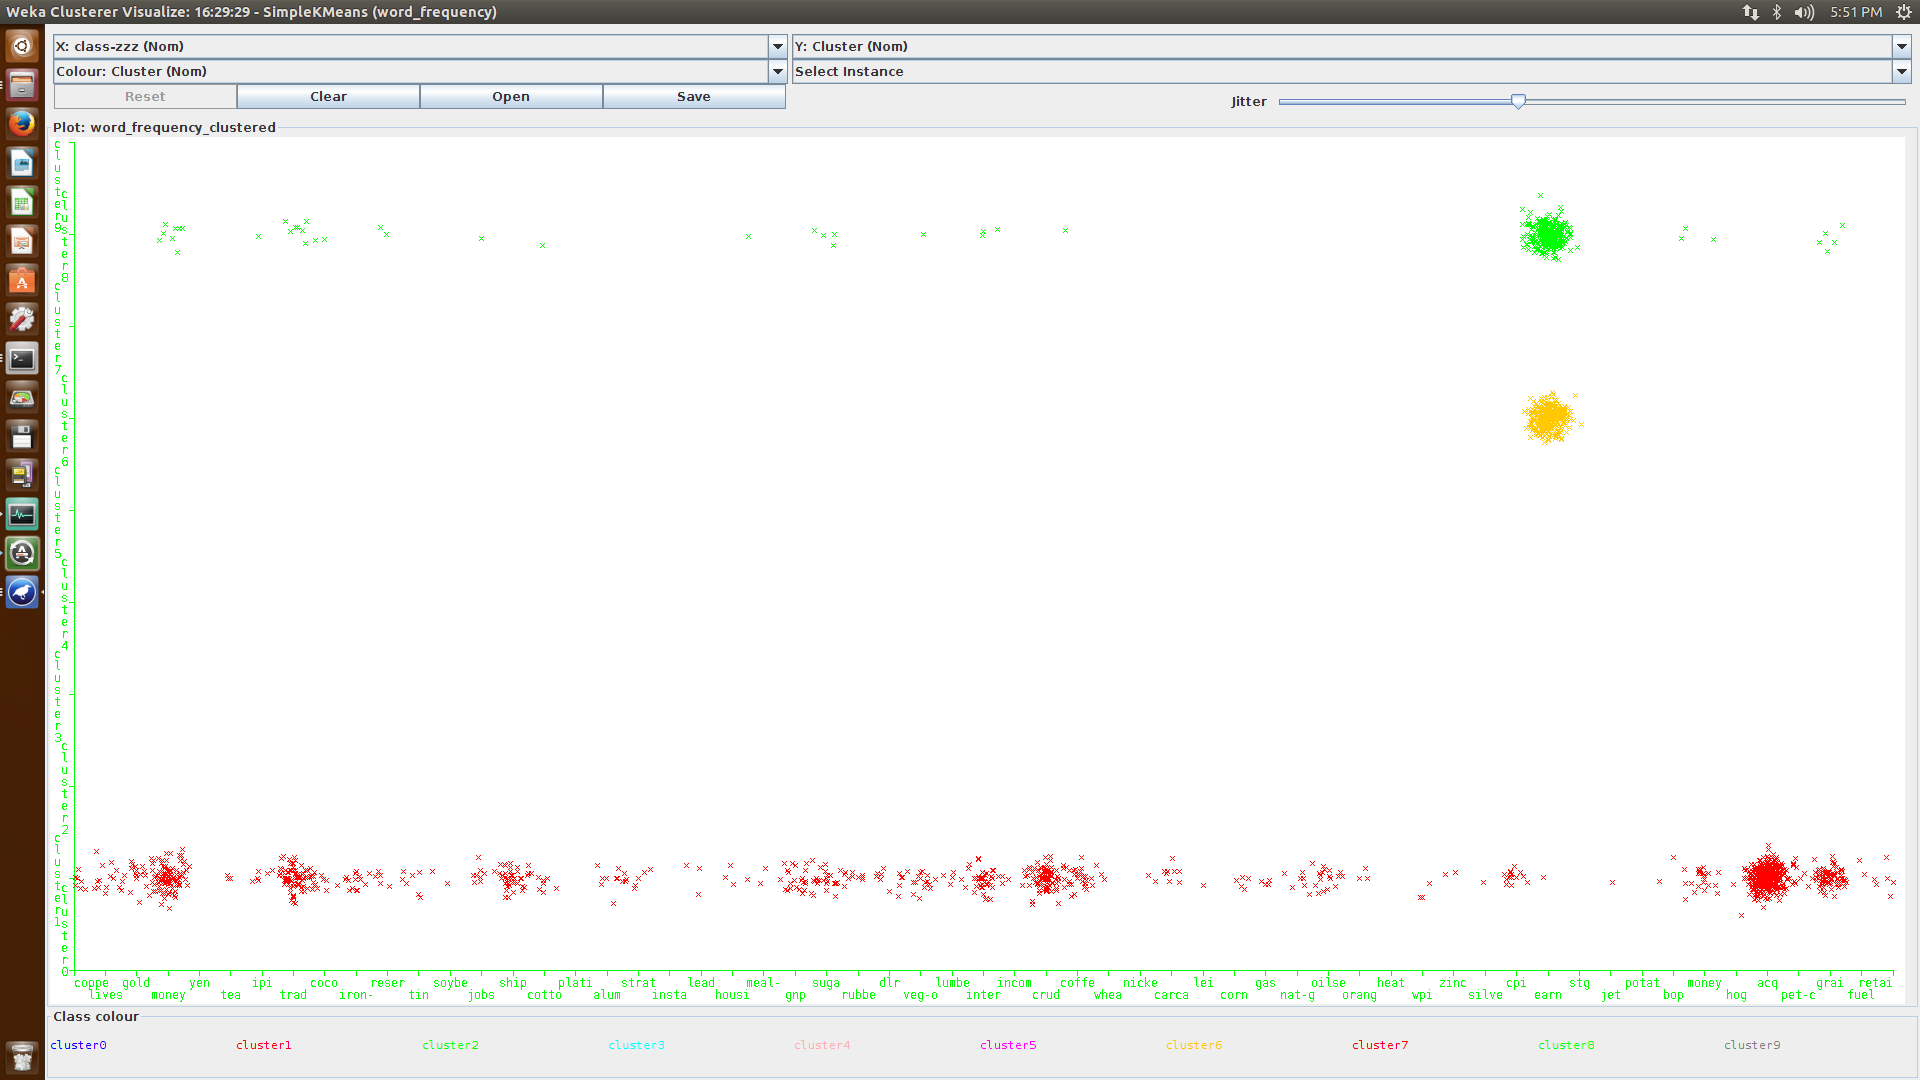 Weka Clusterer Visualize: 16:29:29 - SimpleKMeans (word_frequency)
5:51 PM
X: class-zzz (Nom)
Y: Cluster (Nom)
Colour: Cluster (Nom)
Select Instance
Reset
Clear
Open
Save
Jitter
Plot: word_frequency_clustered
cluster9
cluster8
cluster7
cluster6
cluster5
cluster4
cluster3
cluster2
cluster1
cluster0
coppe gold yen ipi coco reser soybe ship plati strat lead meal- suga dlr lumbe incom coffe nicke lei gas oilse heat zinc cpi stg potat money acq grai retai
lives money tea trad iron- tin jobs cotto alum insta housi gnp rubbe veg-o inter crud whea carca corn nat-g orang wpi silve earn jet bop hog pet-c fuel
Class colour
cluster0 cluster1 cluster2 cluster3 cluster4 cluster5 cluster6 cluster7 cluster8 cluster9